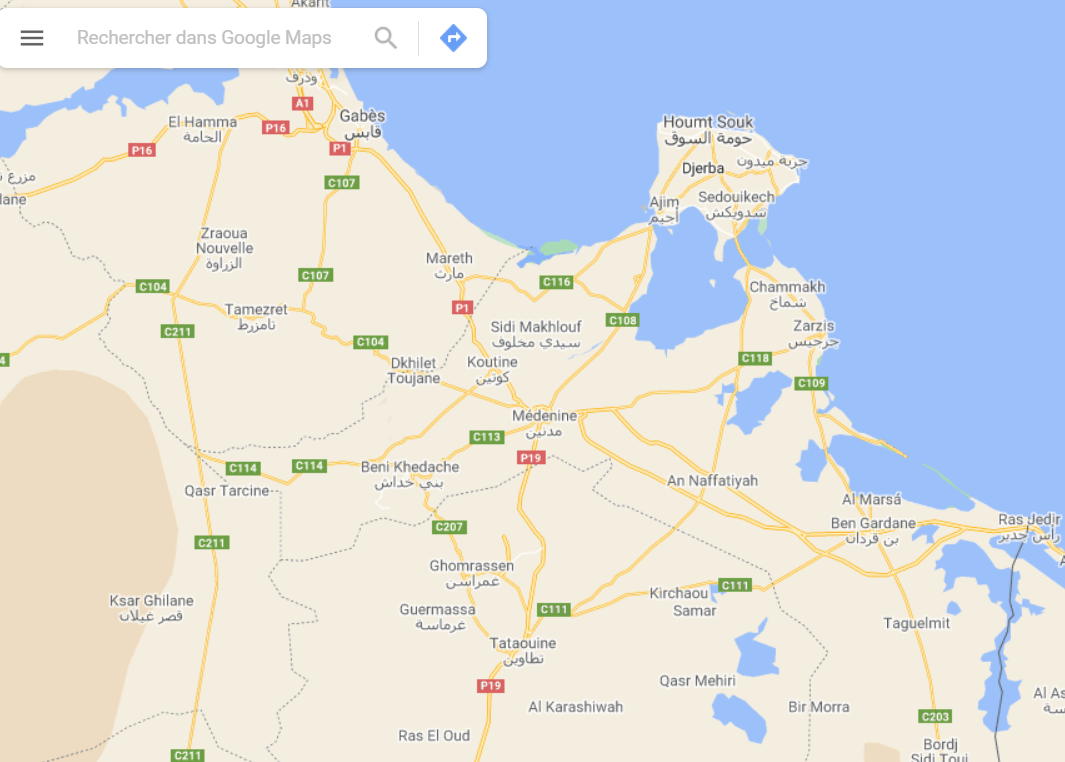 Akarit
Rechercher dans Google Maps
وذرف
A1
Gabès
قابس
El Hamma
الحامة
P16
P16
P1
C107
Houmt Souk
حومة السوق
جربة ميدون
Djerba
Ajim
أجيم
Sedouikech
سدويكش
مزرع
lane
Zraoua
Nouvelle
الزراوة
Mareth
مارث
C107
C104
C116
Chammakh
شماخ
Tamezret
تامزرط
P1
C108
C211
Sidi Makhlouf
سيدي مخلوف
Zarzis
جرجيس
C104
4
Dkhilet
Toujane
Koutine
كوتين
C118
C109
Médenine
مدنين
C113
P19
C114
C114
Beni Khedache
بني خداش
Qasr Tarcine
An Naffatiyah
Al Marsá
C207
Ben Gardane
بن قردان
Ras Jedir
رأس جدير
C211
Ghomrassen
غمراسن
A
Ksar Ghilane
قصر غيلان
Guermassa
غرماسة
C111
Kirchaou
Samar
C111
Taguelmit
Tataouine
تطاوين
P19
Qasr Mehiri
Al Karashiwah
Bir Morra
Al As
C203
Ras El Oud
C211
Bordj
Sidi Toui